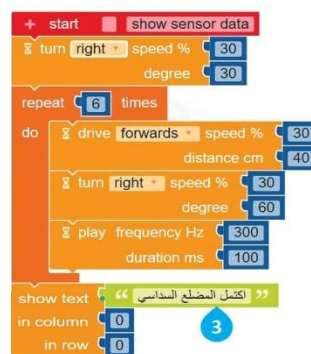 + start show sensor data
turn right speed % 30
degree 30
repeat 6 times
do drive forwards speed % 30
distance cm 40
turn right speed % 30
degree 60
play frequency Hz 300
duration ms 100
show text “ اكتمل المضلع السداسي ”
in column 0
3
in row 0